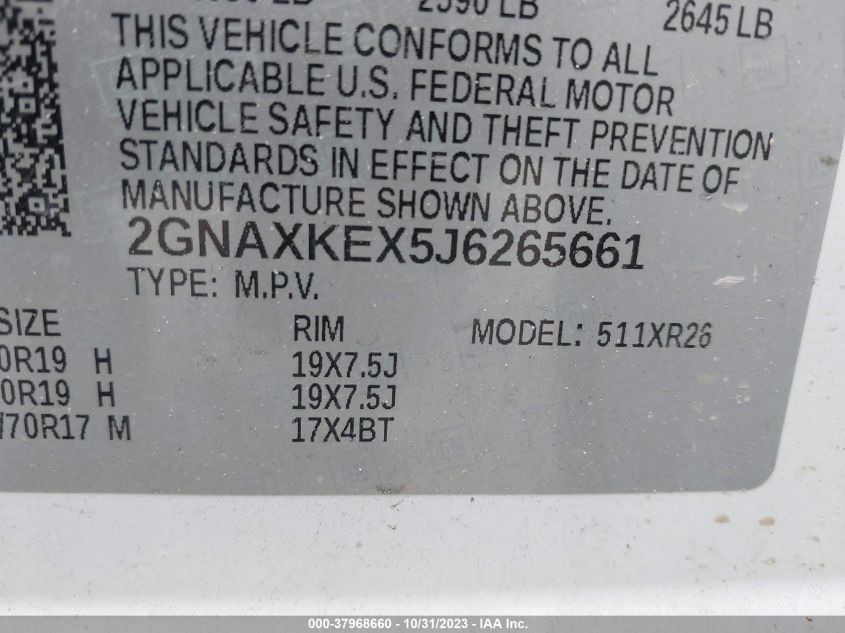 2645 LB
THIS VEHICLE CONFORMS TO ALL
APPLICABLE U.S. FEDERAL MOTOR
VEHICLE SAFETY AND THEFT PREVENTION
STANDARDS IN EFFECT ON THE DATE OF
MANUFACTURE SHOWN ABOVE.
2GNAXKEX5J6265661
TYPE: M.P.V.
SIZE RIM MODEL: 511XR26
0R19 H 19X7.5J
0R19 H 19X7.5J
70R17 M 17X4BT
000-37968660 - 10/31/2023 - IAA Inc.